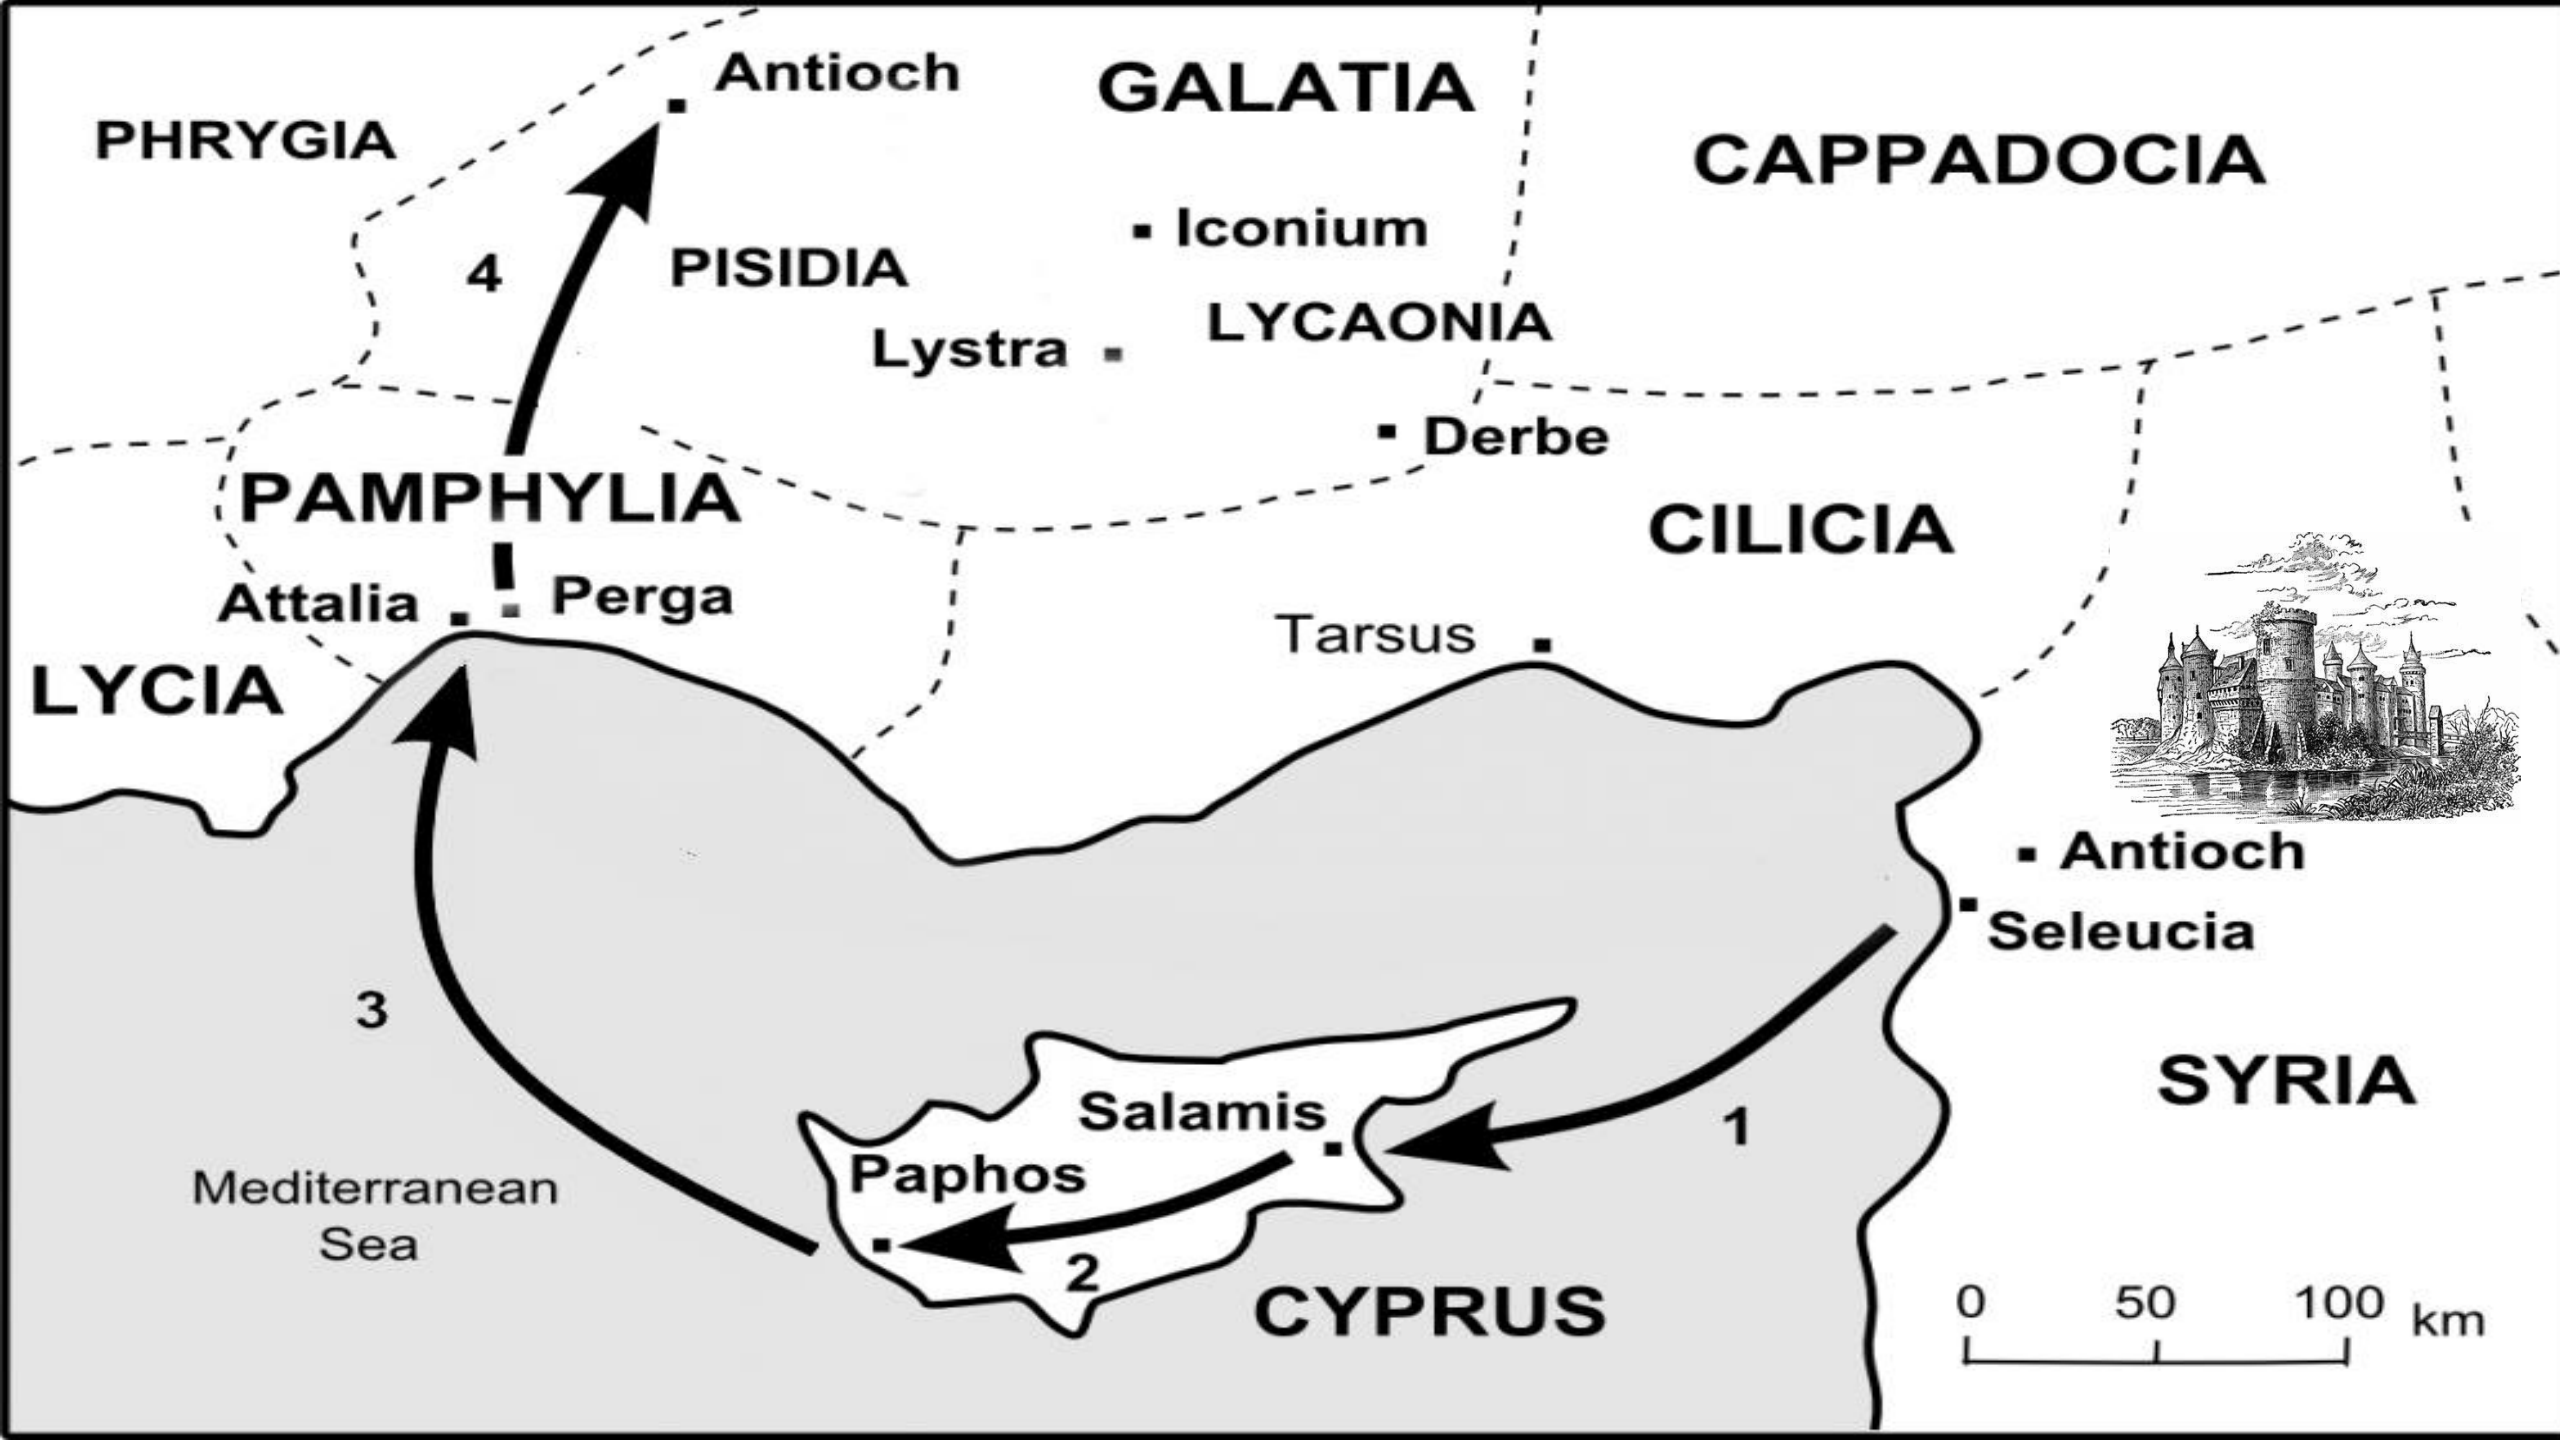 Antioch
GALATIA
PHRYGIA
CAPPADOCIA
Iconium
4
PISIDIA
LYCAONIA
Lystra
Derbe
PAMPHYLIA
CILICIA
Attalia
Perga
Tarsus
LYCIA
Antioch
Seleucia
3
SYRIA
Salamis
1
Paphos
Mediterranean
Sea
2
CYPRUS
0 50 100 km